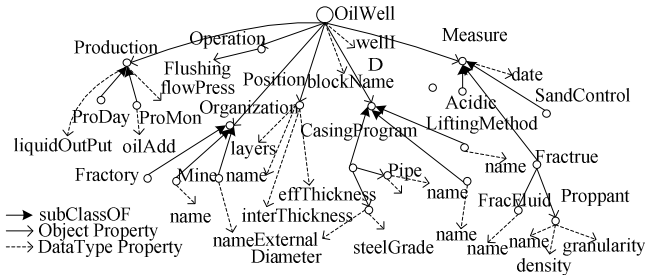 OilWell
Operation
Production
wellI
D
Measure
Flushing
flowPress
Position
blockName
date
Organization
Acidic
SandControl
ProDay
ProMon
CasingProgram
LiftingMethod
liquidOutPut
oilAdd
layers
Fractory
Mine
name
Pipe
name
Fractrue
effThickness
name
FracFluid
Proppant
name
interThickness
subClassOF
Object Property
DataType Property
nameExternal
Diameter
steelGrade
name
name
name
granularity
density